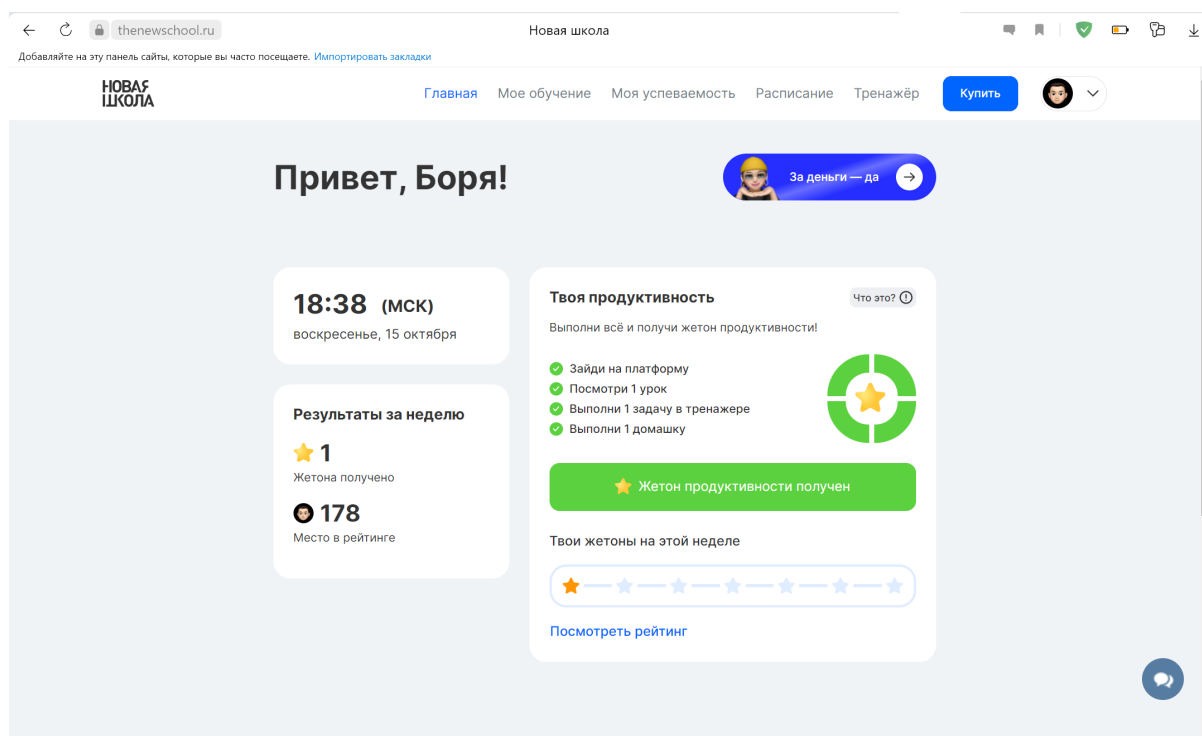 thenewschool.ru
Новая школа
Добавляйте на эту панель сайты, которые вы часто посещаете. Импортировать закладки
НОВАЯ
ШКОЛА
Главная Мое обучение Моя успеваемость Расписание Тренажёр Купить
Привет, Боря!
За деньги — да
18:38 (МСК)
воскресенье, 15 октября
Результаты за неделю
1
Жетона получено
178
Место в рейтинге
Твоя продуктивность
Что это?
Выполни всё и получи жетон продуктивности!
Зайди на платформу
Посмотри 1 урок
Выполни 1 задачу в тренажере
Выполни 1 домашку
Жетон продуктивности получен
Твои жетоны на этой неделе
Посмотреть рейтинг